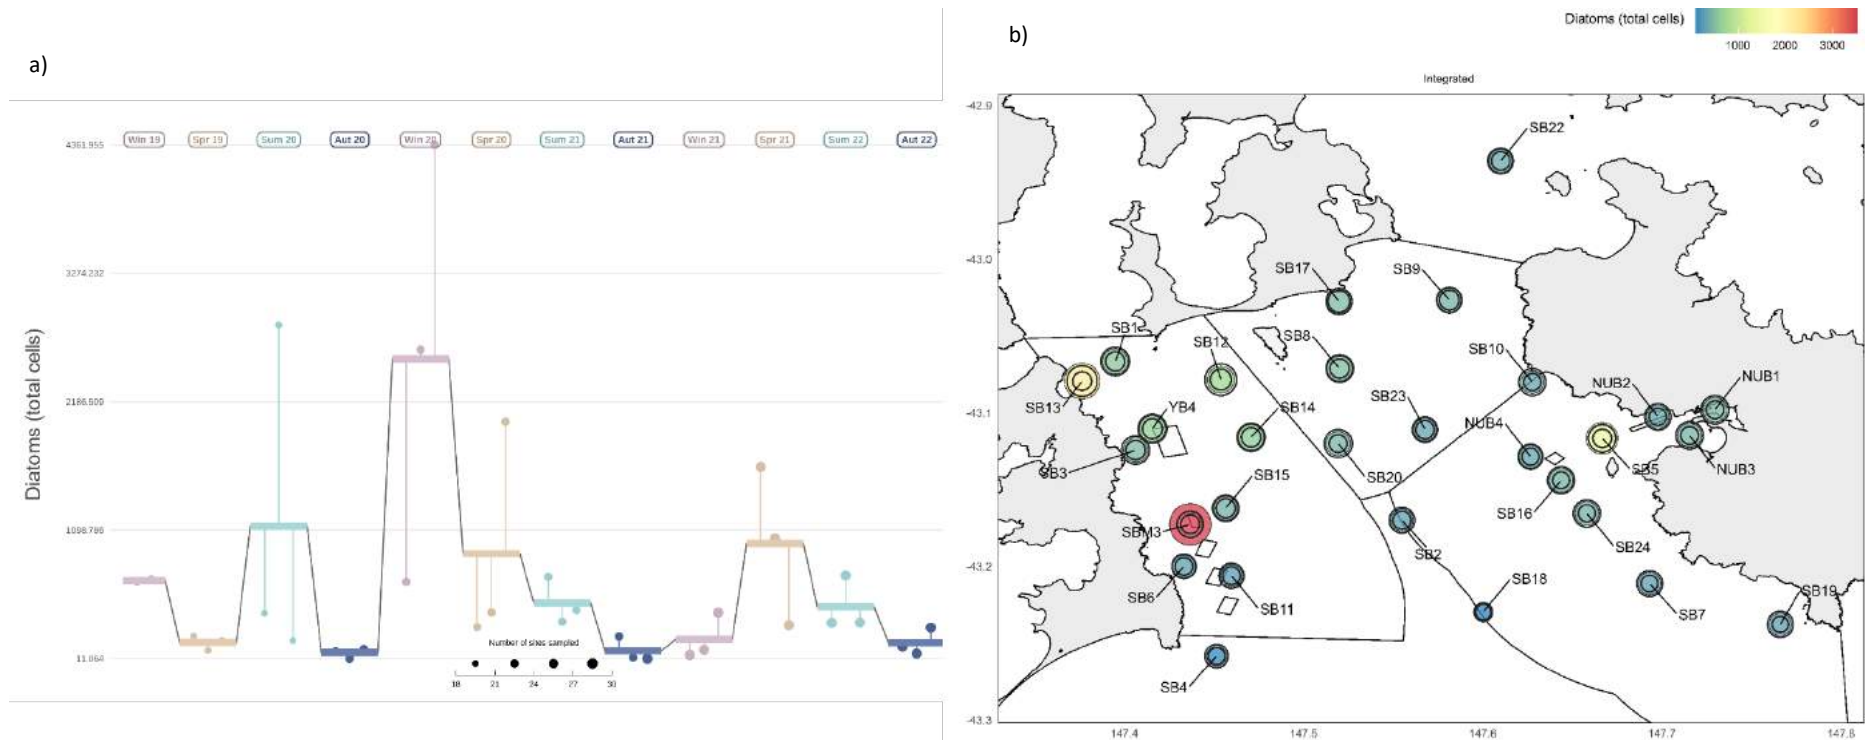 a)
Win 19 Spr 19 Sum 20 Aut 20 Win 20 Spr 20 Sum 21 Aut 21 Win 21 Spr 21 Sum 22 Aut 22
4361.955
3274.232
2186.509
1098.786
11.064
Diatoms (total cells)
Number of sites sampled
18 21 24 27 30
b)
Diatoms (total cells)
1000 2000 3000
Integrated
-42.9
-43.0
-43.1
-43.2
-43.3
SB22
SB17
SB9
SB1
SB12
SB8
SB10
SB13
YB4
SB14
SB23
NUB2
NUB1
NUB4
SB3
SB20
SB5
NUB3
SB15
SBM3
SB16
SB2
SB24
SB6
SB11
SB18
SB7
SB19
SB4
147.4 147.5 147.6 147.7 147.8